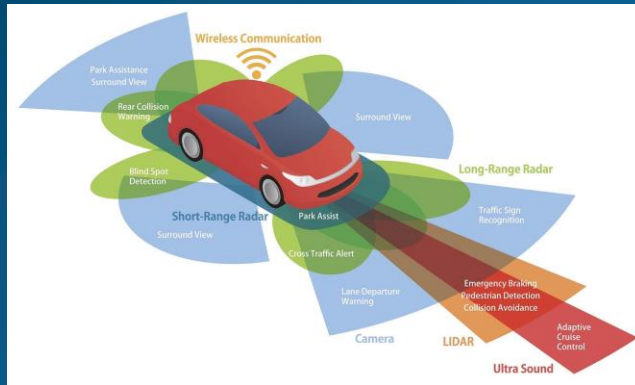 Wireless Communication
Park Assistance
Surround View
Rear Collision
Warning
Surround View
Blind Spot
Detection
Long-Range Radar
Short-Range Radar
Park Assist
Traffic Sign
Recognition
Surround View
Cross Traffic Alert
Lane Departure
Warning
Emergency Braking
Pedestrian Detection
Collision Avoidance
Camera
LIDAR
Adaptive
Cruise
Control
Ultra Sound